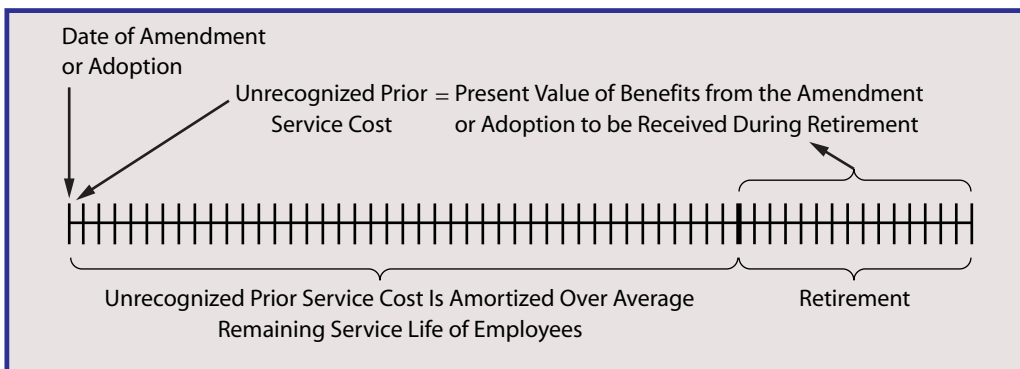 Date of Amendment
or Adoption
Unrecognized Prior = Present Value of Benefits from the Amendment
Service Cost or Adoption to be Received During Retirement
Unrecognized Prior Service Cost Is Amortized Over Average
Remaining Service Life of Employees
Retirement